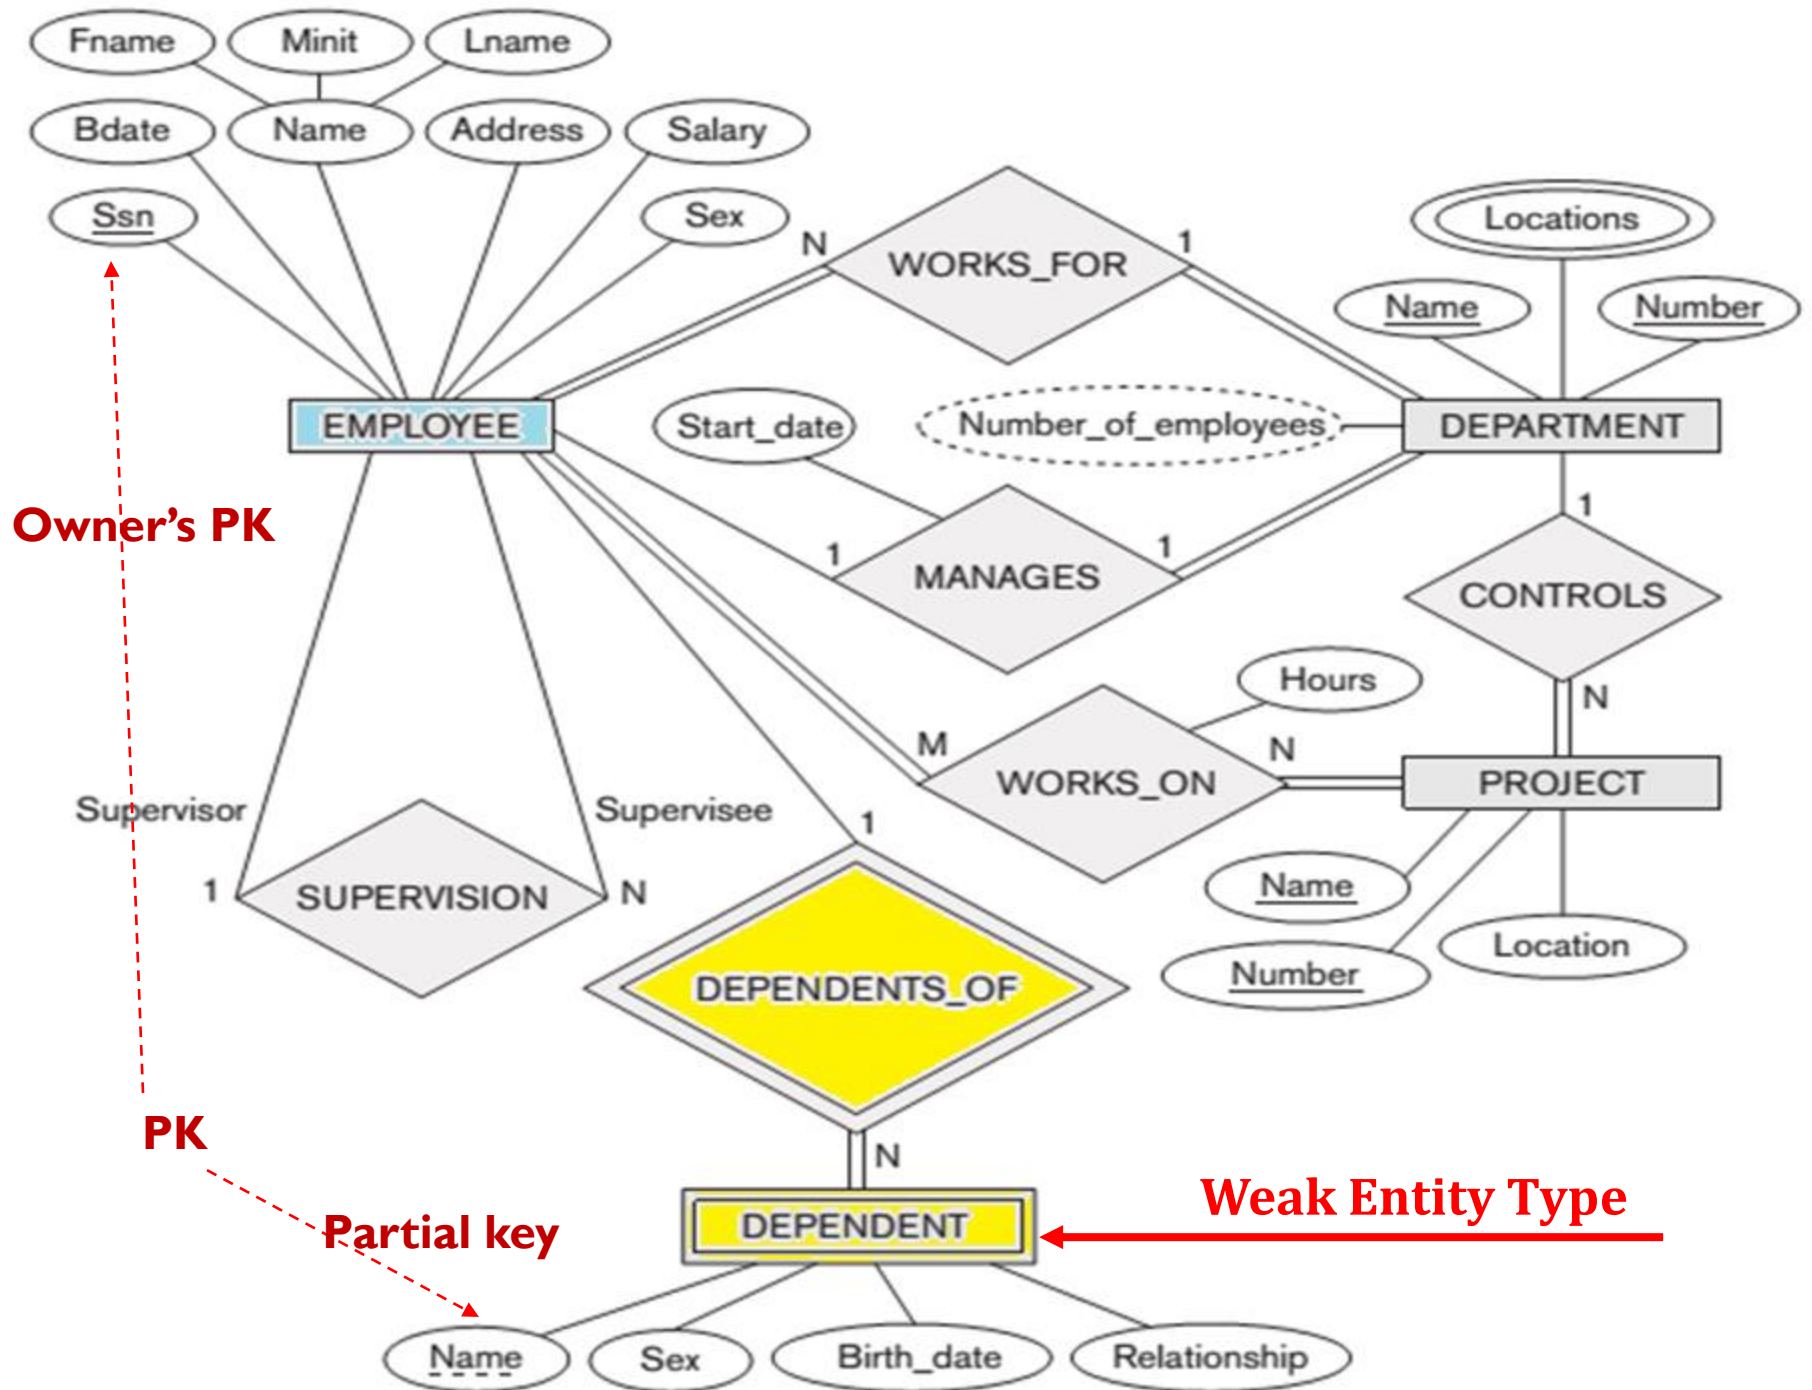 Fname
Minit
Lname
Bdate
Name
Address
Salary
Ssn
Sex
N
WORKS_FOR
1
Locations
Name
Number
EMPLOYEE
Start_date
Number_of_employees
DEPARTMENT
Owner’s PK
1
MANAGES
1
1
CONTROLS
N
Hours
M
WORKS_ON
N
PROJECT
Supervisor
Supervisee
1
1
SUPERVISION
N
Name
Number
Location
DEPENDENTS_OF
PK
N
Partial key
DEPENDENT
Weak Entity Type
Name
Sex
Birth_date
Relationship